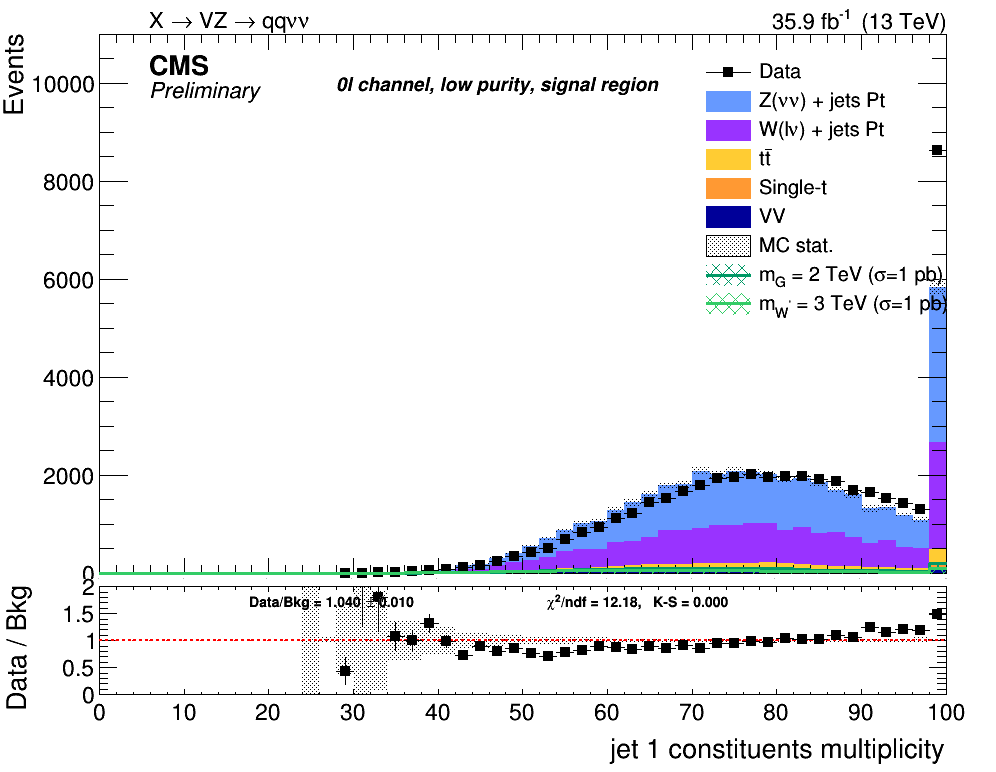 X → VZ → qqνν
35.9 fb⁻¹ (13 TeV)
Events
CMS
Preliminary
0l channel, low purity, signal region
Data
Z(νν) + jets Pt
W(lν) + jets Pt
tt̄
Single-t
VV
MC stat.
m_G = 2 TeV (σ=1 pb)
m_W' = 3 TeV (σ=1 pb)
10000
8000
6000
4000
2000
0
Data / Bkg
2
1.5
1
0.5
0
Data/Bkg = 1.040 ± 0.010
χ²/ndf = 12.18, K-S = 0.000
0 10 20 30 40 50 60 70 80 90 100
jet 1 constituents multiplicity